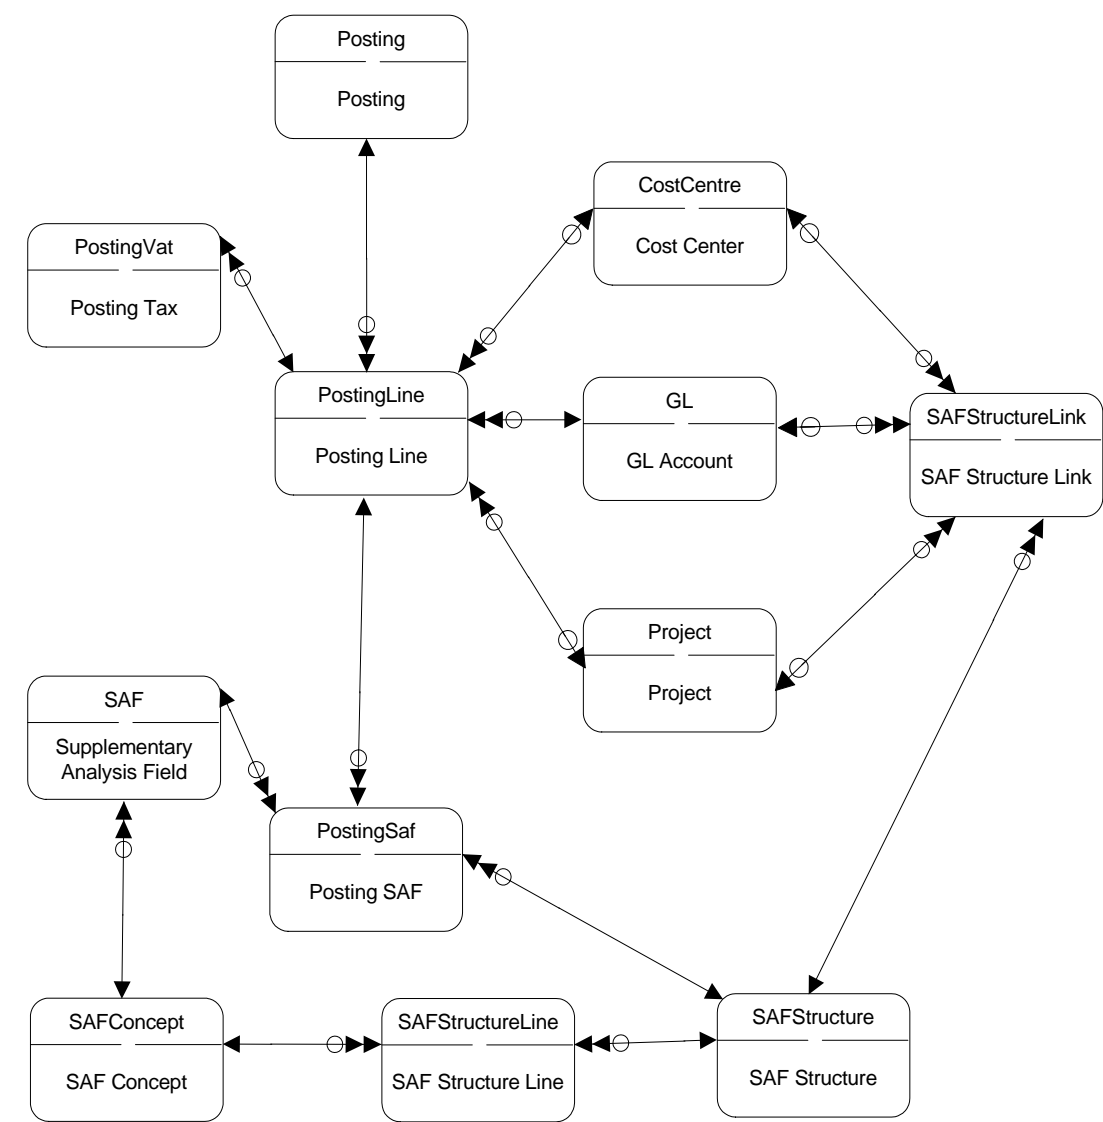 Posting
Posting
CostCentre
Cost Center
PostingVat
Posting Tax
PostingLine
Posting Line
GL
GL Account
SAFStructureLink
SAF Structure Link
Project
Project
SAF
Supplementary
Analysis Field
PostingSaf
Posting SAF
SAFConcept
SAF Concept
SAFStructureLine
SAF Structure Line
SAFStructure
SAF Structure